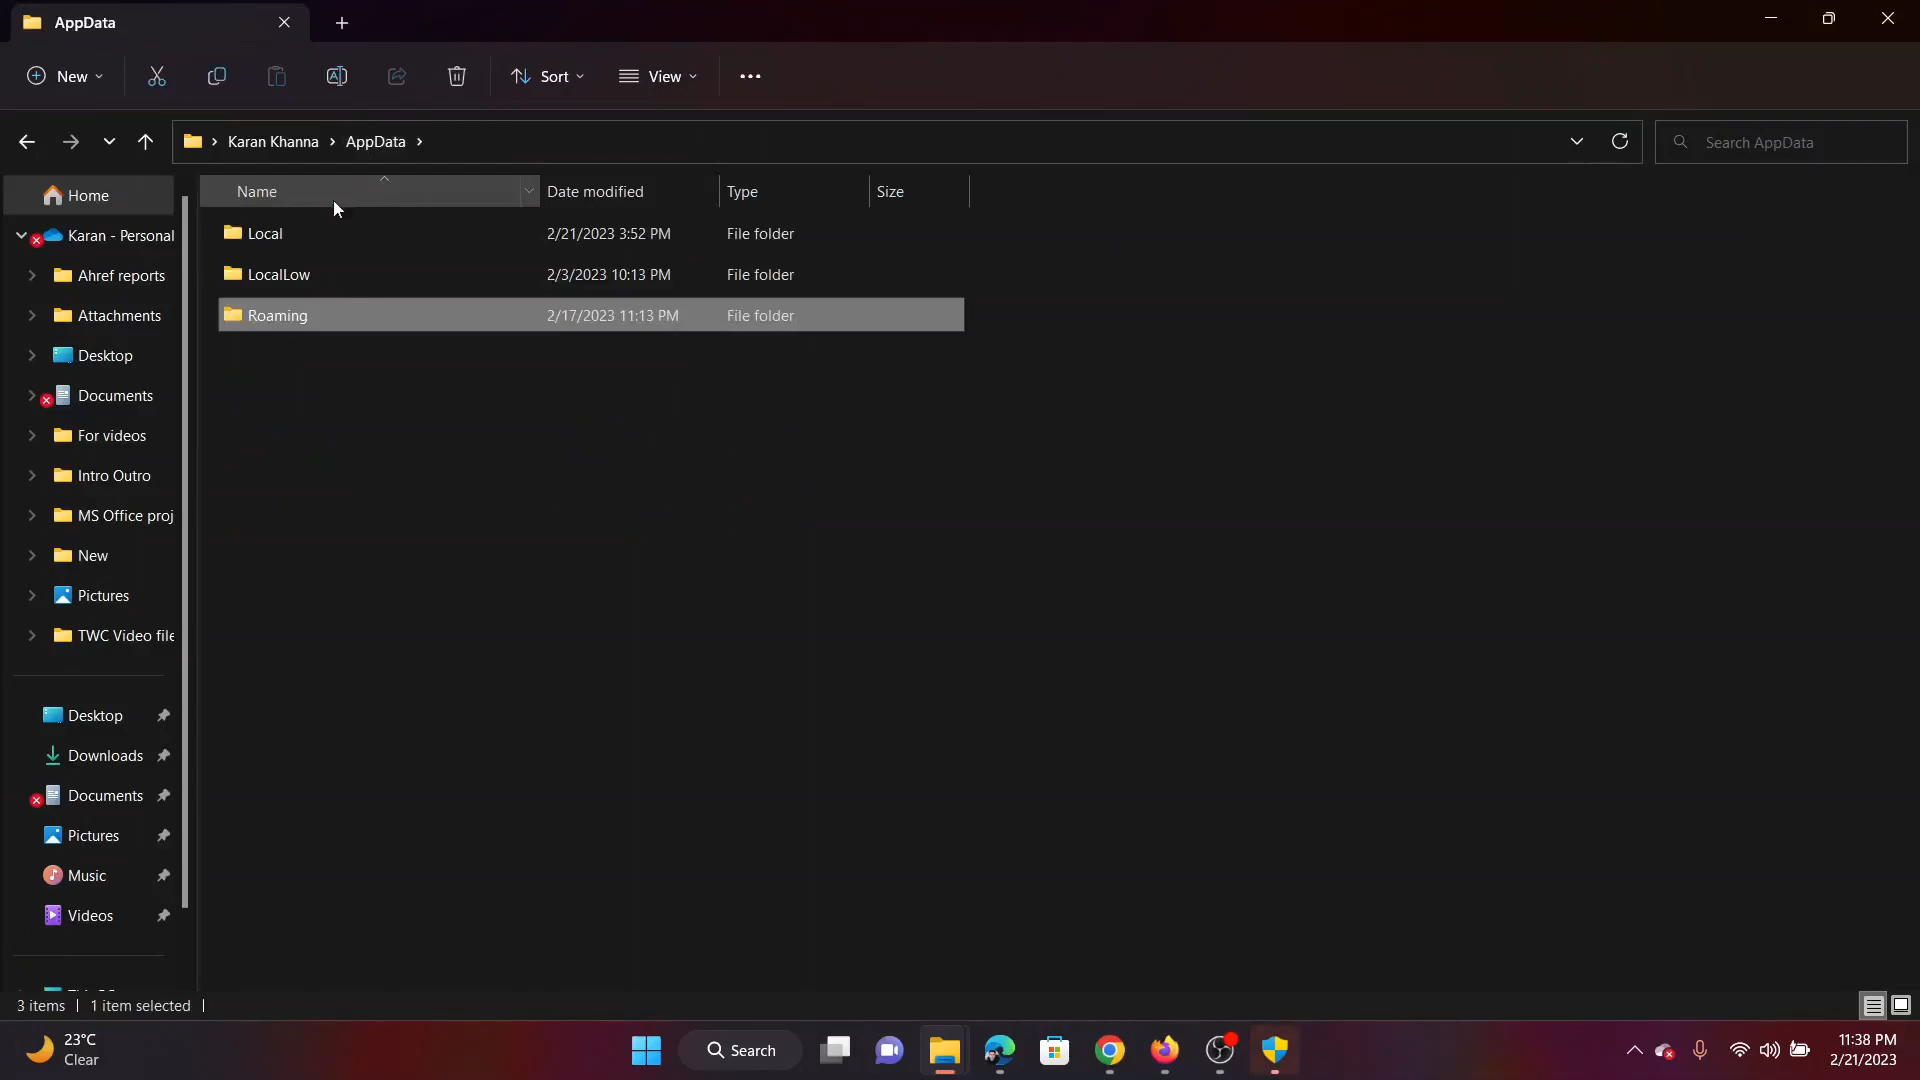 AppData
New
Sort
View
Karan Khanna
AppData
Search AppData
Name
Date modified
Type
Size
Home
Karan - Personal
Ahref reports
Attachments
Desktop
Documents
For videos
Intro Outro
MS Office proj
New
Pictures
TWC Video file
Desktop
Downloads
Documents
Pictures
Music
Videos
Local 2/21/2023 3:52 PM File folder
LocalLow 2/3/2023 10:13 PM File folder
Roaming 2/17/2023 11:13 PM File folder
3 items
1 item selected
23°C
Clear
Search
11:38 PM
2/21/2023